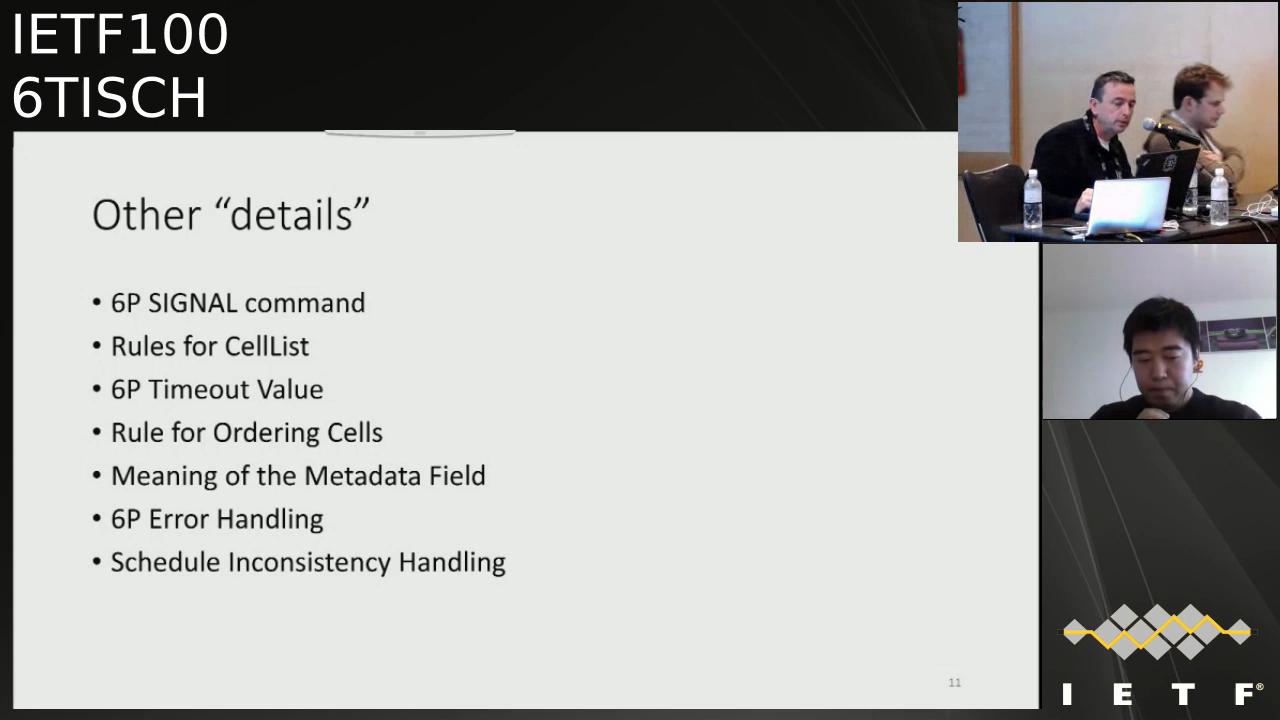 IETF100
6TISCH
Other “details”
• 6P SIGNAL command
• Rules for CellList
• 6P Timeout Value
• Rule for Ordering Cells
• Meaning of the Metadata Field
• 6P Error Handling
• Schedule Inconsistency Handling
11
I E T F®